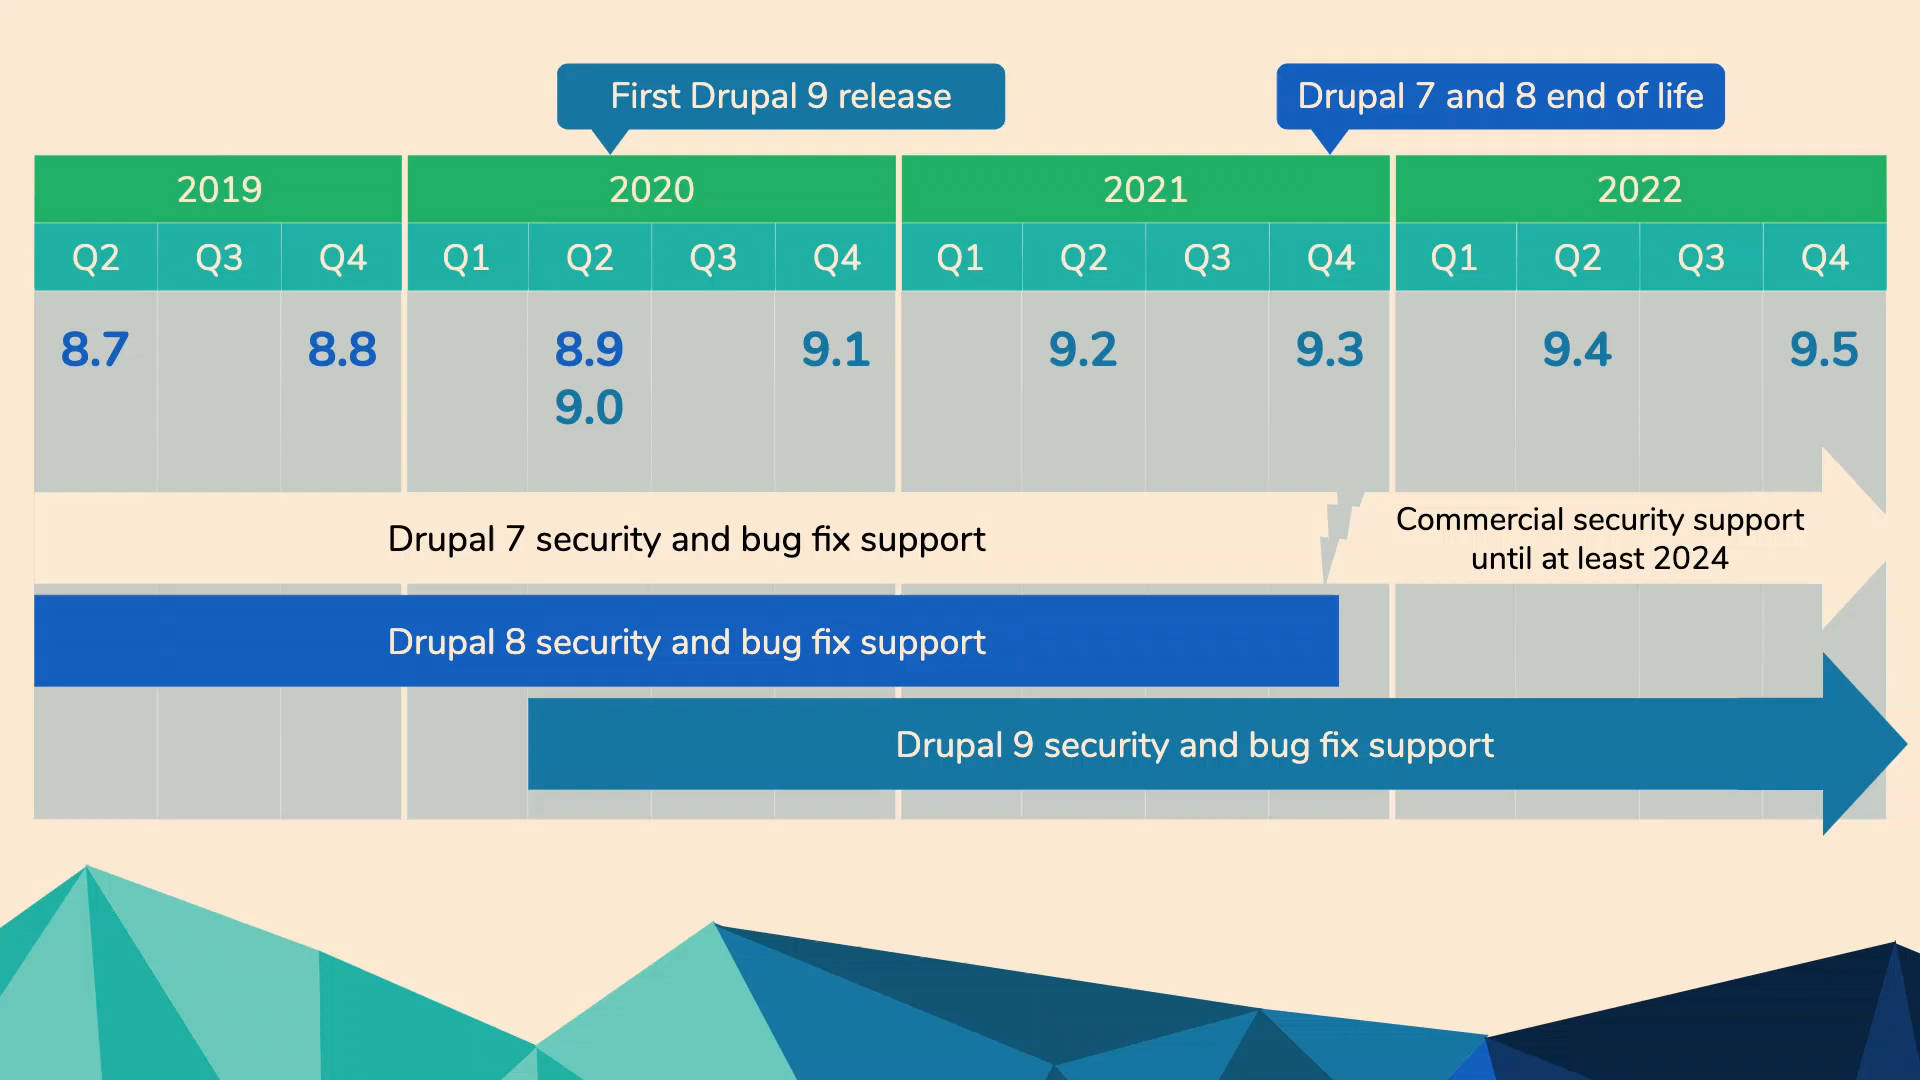 First Drupal 9 release
Drupal 7 and 8 end of life
2019 2020 2021 2022
Q2 Q3 Q4 Q1 Q2 Q3 Q4 Q1 Q2 Q3 Q4 Q1 Q2 Q3 Q4
8.7 8.8 8.9 9.1 9.2 9.3 9.4 9.5
9.0
Drupal 7 security and bug fix support
Commercial security support
until at least 2024
Drupal 8 security and bug fix support
Drupal 9 security and bug fix support